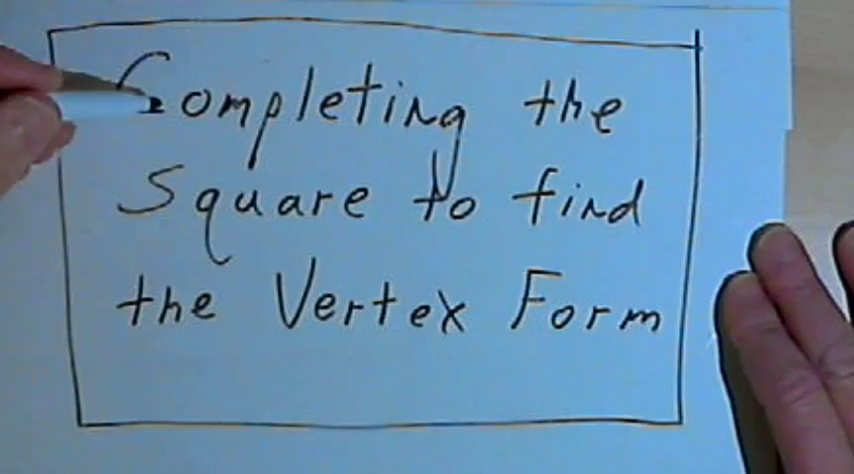 Completing the
Square to find
the Vertex Form